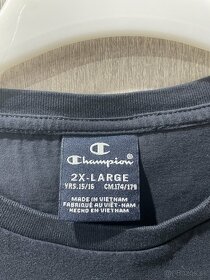 Champion
2X-LARGE
YRS.15/16 CM.174/179
MADE IN VIETNAM
FABRIQUÉ AU VIET-NAM
HECHO EN VIETNAM